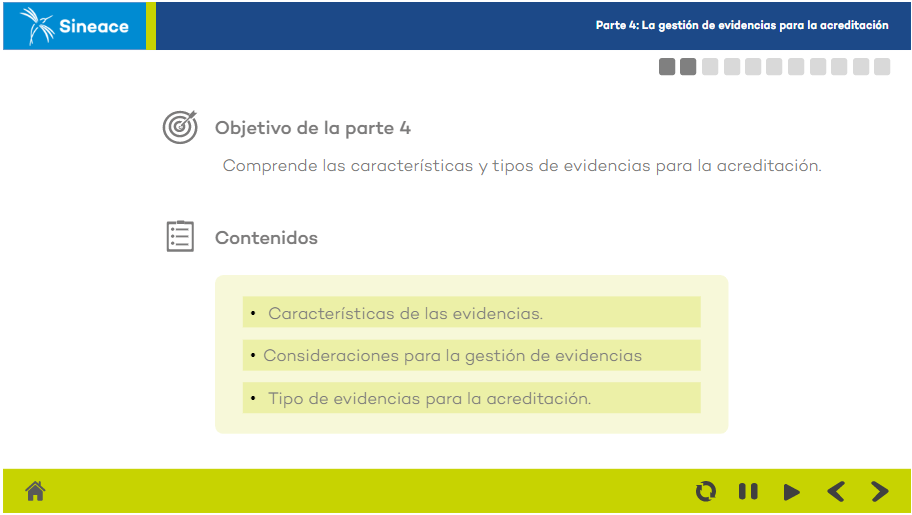 Sineace
Parte 4: La gestión de evidencias para la acreditación
Objetivo de la parte 4
Comprende las características y tipos de evidencias para la acreditación.
Contenidos
• Características de las evidencias.
• Consideraciones para la gestión de evidencias
• Tipo de evidencias para la acreditación.